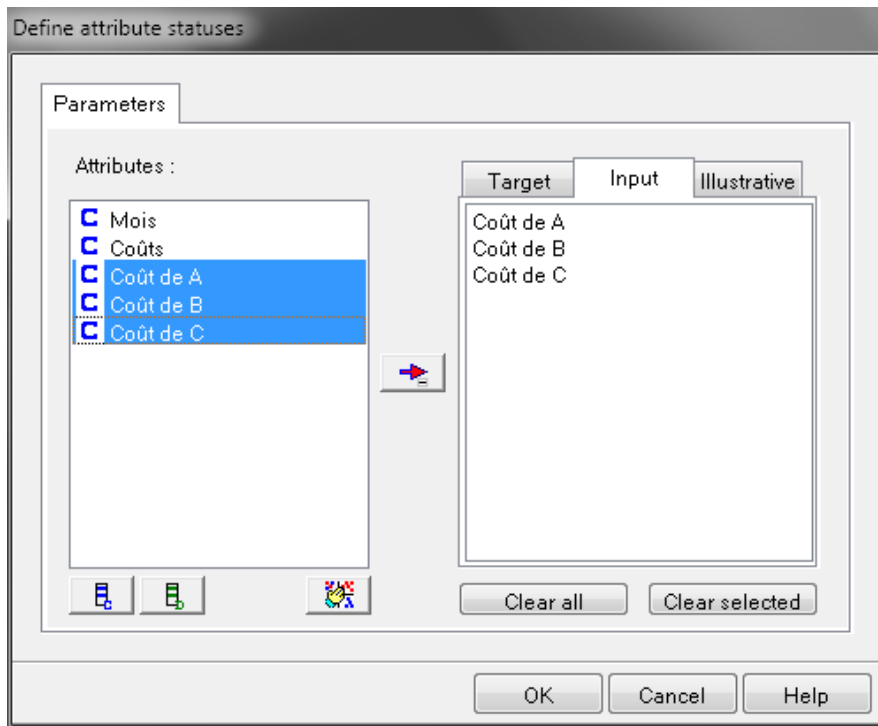 Define attribute statuses
Parameters
Attributes :
C Mois
C Coûts
C Coût de A
C Coût de B
C Coût de C
Target Input Illustrative
Coût de A
Coût de B
Coût de C
Clear all Clear selected
OK Cancel Help